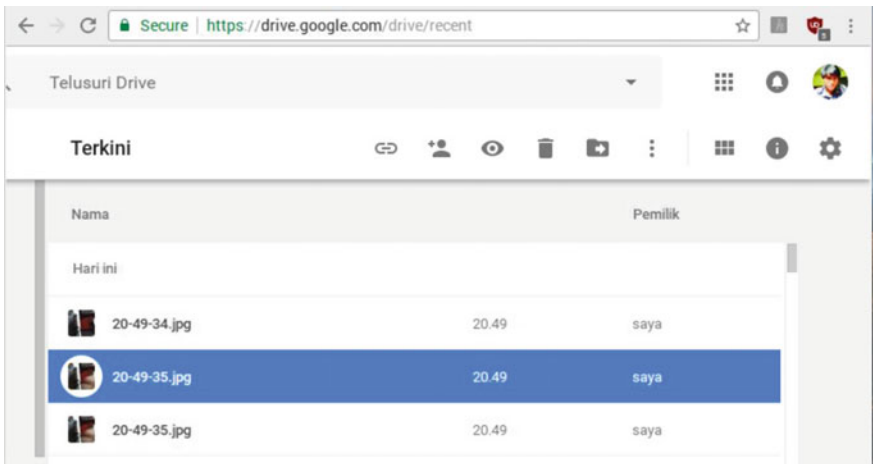 Secure | https://drive.google.com/drive/recent
Telusuri Drive
Terkini
Nama Pemilik
Hari ini
20-49-34.jpg 20.49 saya
20-49-35.jpg 20.49 saya
20-49-35.jpg 20.49 saya